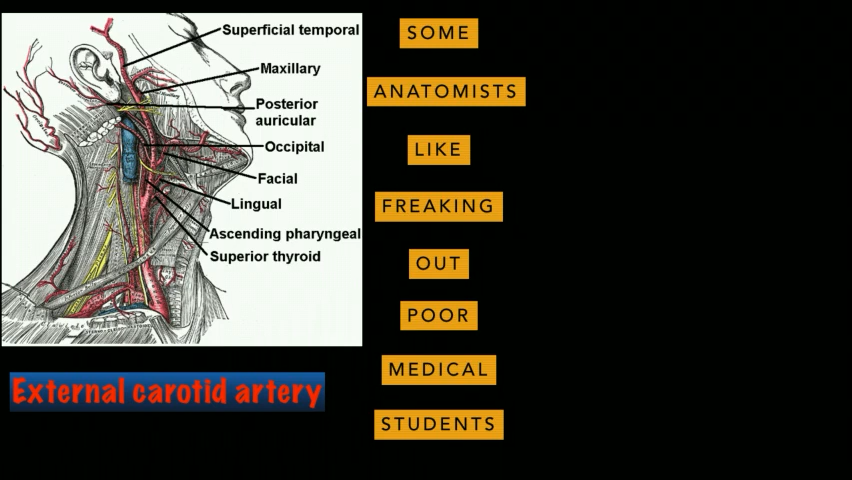 Superficial temporal
Maxillary
Posterior
auricular
Occipital
Facial
Lingual
Ascending pharyngeal
Superior thyroid
External carotid artery
SOME
ANATOMISTS
LIKE
FREAKING
OUT
POOR
MEDICAL
STUDENTS